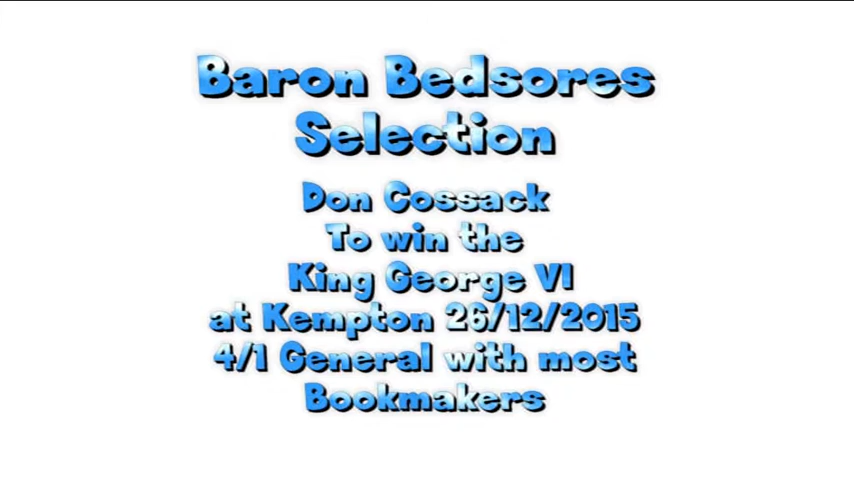 Baron Bedsores
Selection
Don Cossack
To win the
King George VI
at Kempton 26/12/2015
4/1 General with most
Bookmakers